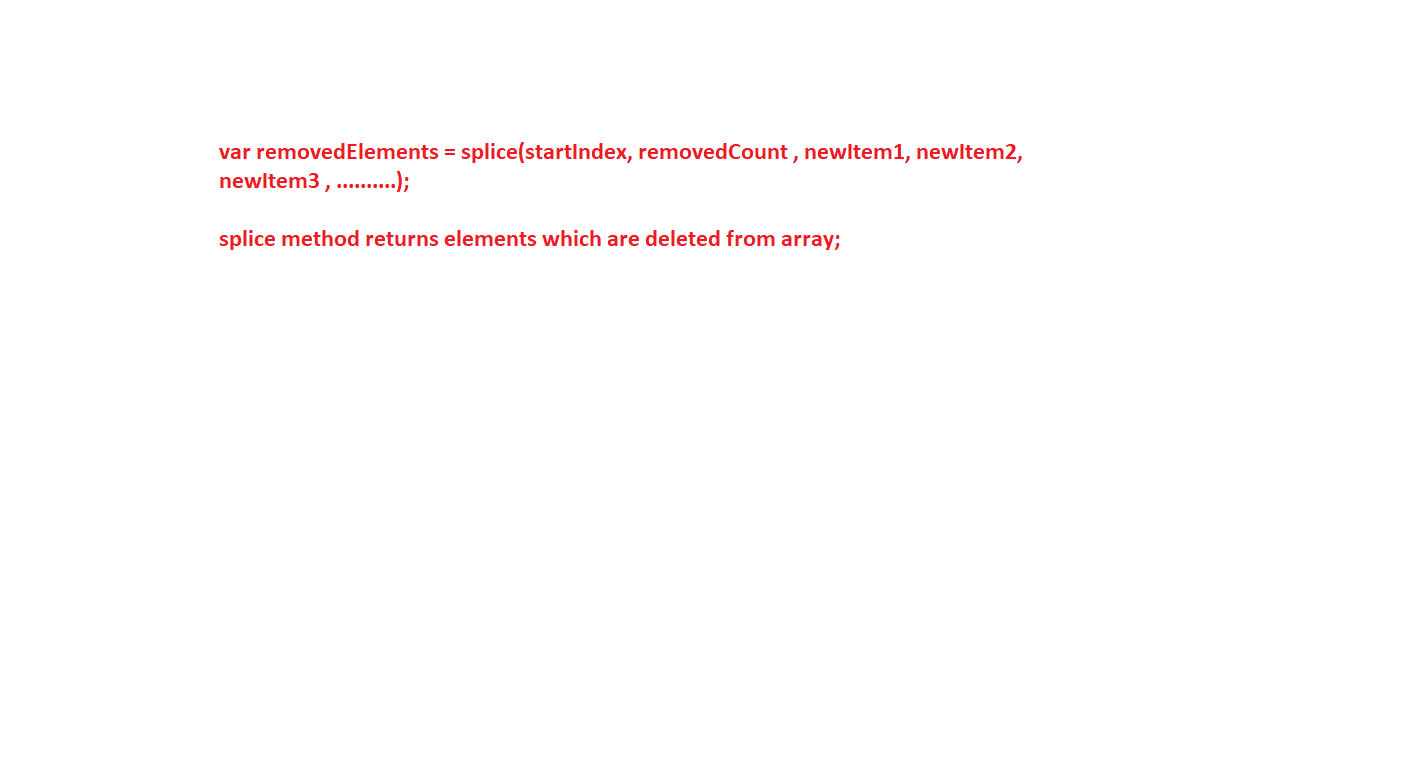 var removedElements = splice(startIndex, removedCount , newItem1, newItem2,
newItem3 , ..........);
splice method returns elements which are deleted from array;